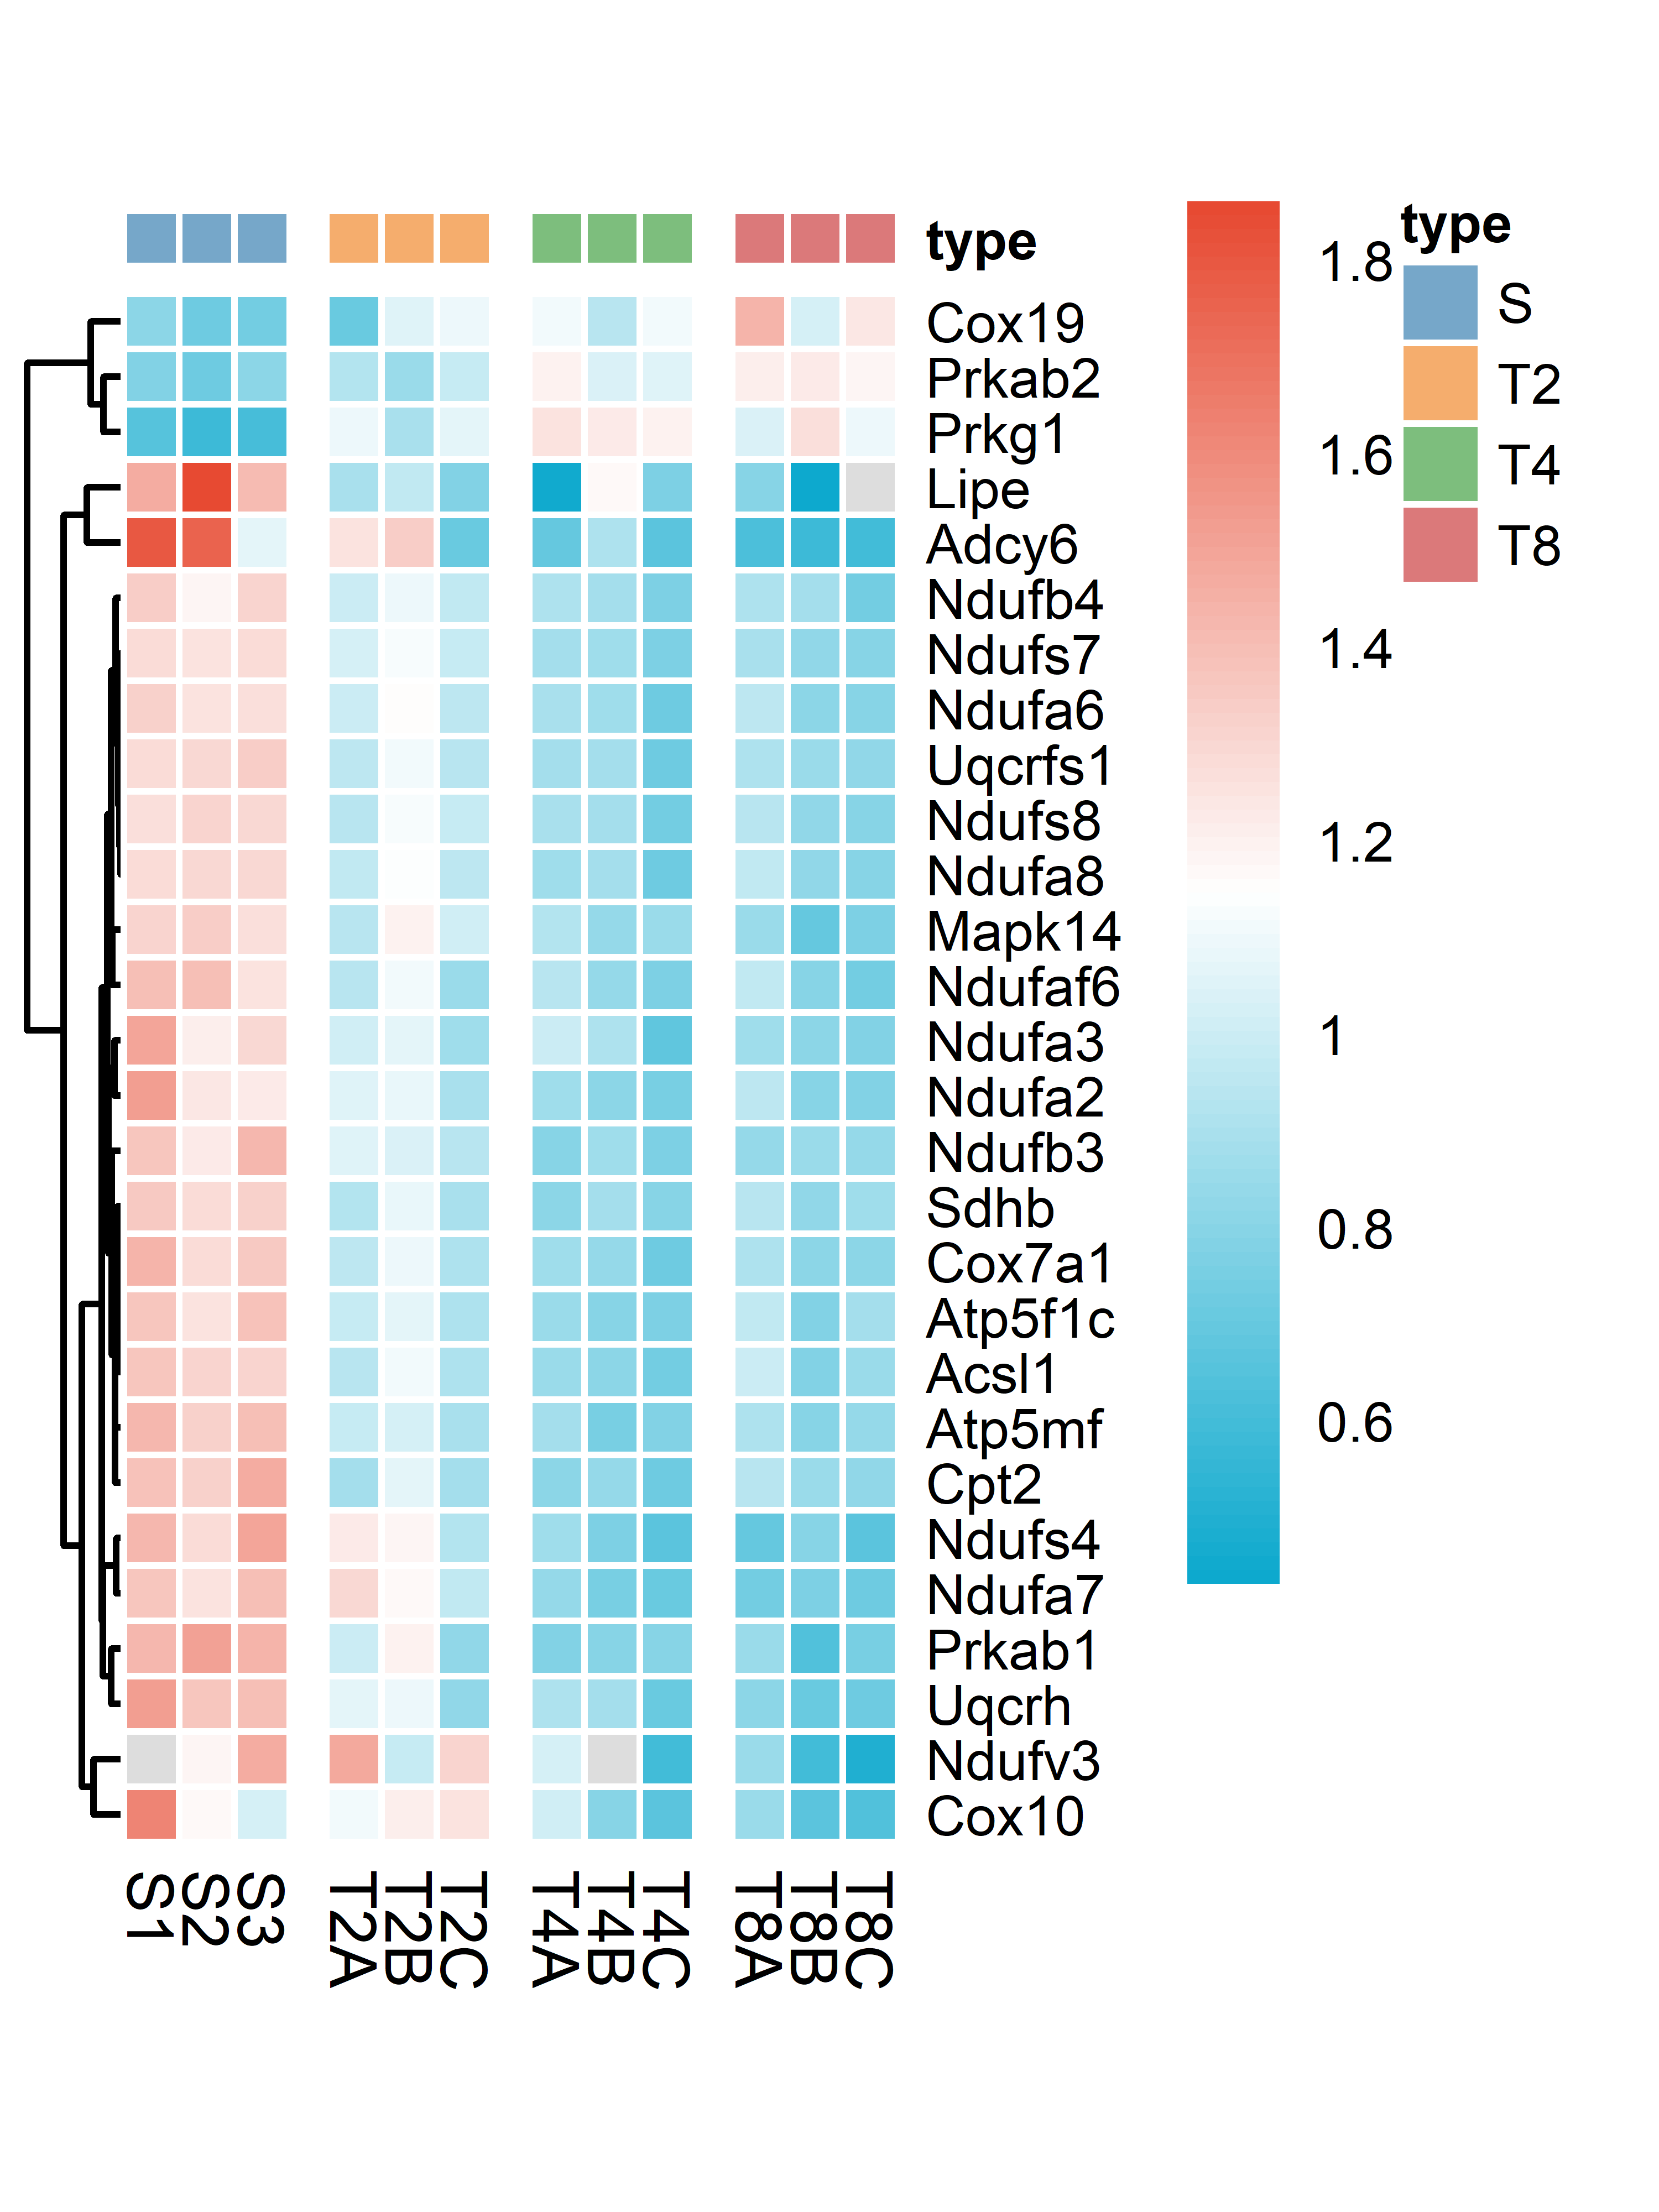 type
Cox19
Prkab2
Prkg1
Lipe
Adcy6
Ndufb4
Ndufs7
Ndufa6
Uqcrfs1
Ndufs8
Ndufa8
Mapk14
Ndufaf6
Ndufa3
Ndufa2
Ndufb3
Sdhb
Cox7a1
Atp5f1c
Acsl1
Atp5mf
Cpt2
Ndufs4
Ndufa7
Prkab1
Uqcrh
Ndufv3
Cox10
S1
S2
S3
T2A
T2B
T2C
T4A
T4B
T4C
T8A
T8B
T8C
1.8
1.6
1.4
1.2
1
0.8
0.6
type
S
T2
T4
T8